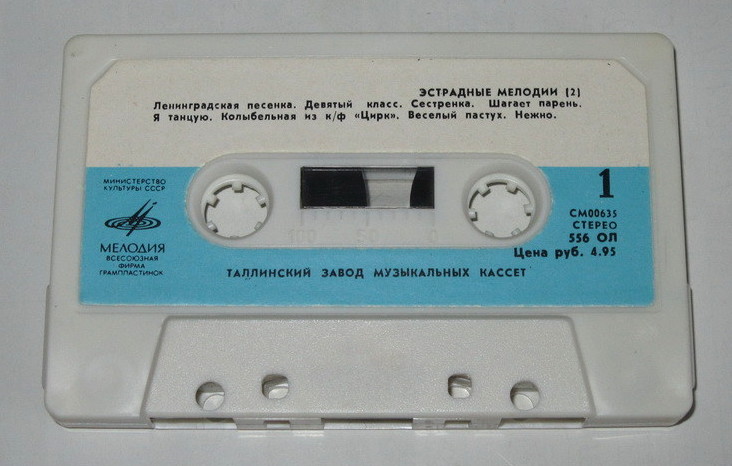 ЭСТРАДНЫЕ МЕЛОДИИ (2)
Ленинградская песенка. Девятый класс. Сестренка. Шагает парень.
Я танцую. Колыбельная из к/ф «Цирк». Веселый пастух. Нежно.
МИНИСТЕРСТВО
КУЛЬТУРЫ СССР
МЕЛОДИЯ
ВСЕСОЮЗНАЯ
ФИРМА
ГРАМПЛАСТИНОК
1
СМ00635
СТЕРЕО
556 ОЛ
Цена руб. 4.95
ТАЛЛИНСКИЙ ЗАВОД МУЗЫКАЛЬНЫХ КАССЕТ